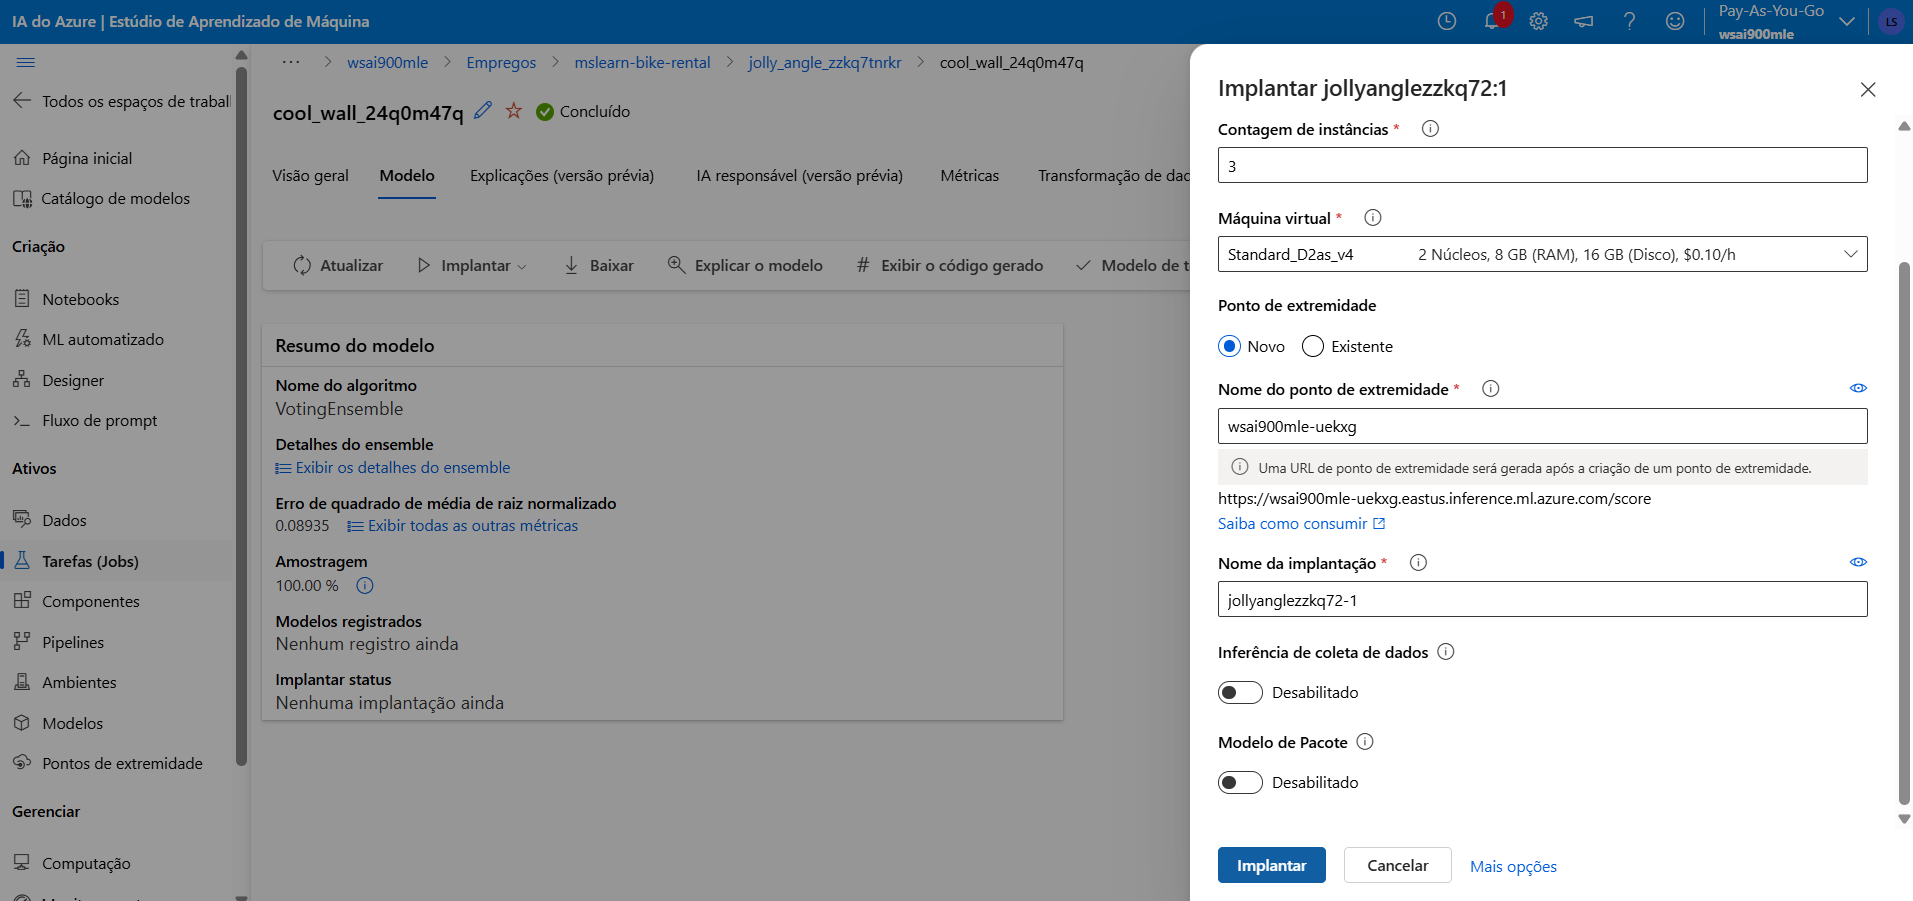 IA do Azure | Estúdio de Aprendizado de Máquina
1
Pay-As-You-Go
wsai900mle
LS
Todos os espaços de trabal
Página inicial
Catálogo de modelos
Criação
Notebooks
ML automatizado
Designer
Fluxo de prompt
Ativos
Dados
Tarefas (Jobs)
Componentes
Pipelines
Ambientes
Modelos
Pontos de extremidade
Gerenciar
Computação
··· > wsai900mle > Empregos > mslearn-bike-rental > jolly_angle_zzkq7tnrkr > cool_wall_24q0m47q
cool_wall_24q0m47q Concluído
Visão geral Modelo Explicações (versão prévia) IA responsável (versão prévia) Métricas Transformação de dad
Atualizar Implantar Baixar Explicar o modelo # Exibir o código gerado Modelo de t
Resumo do modelo
Nome do algoritmo
VotingEnsemble
Detalhes do ensemble
Exibir os detalhes do ensemble
Erro de quadrado de média de raiz normalizado
0.08935 Exibir todas as outras métricas
Amostragem
100.00 %
Modelos registrados
Nenhum registro ainda
Implantar status
Nenhuma implantação ainda
Implantar jollyanglezzkq72:1
Contagem de instâncias *
3
Máquina virtual *
Standard_D2as_v4 2 Núcleos, 8 GB (RAM), 16 GB (Disco), $0.10/h
Ponto de extremidade
Novo Existente
Nome do ponto de extremidade *
wsai900mle-uekxg
Uma URL de ponto de extremidade será gerada após a criação de um ponto de extremidade.
https://wsai900mle-uekxg.eastus.inference.ml.azure.com/score
Saiba como consumir
Nome da implantação *
jollyanglezzkq72-1
Inferência de coleta de dados
Desabilitado
Modelo de Pacote
Desabilitado
Implantar Cancelar Mais opções